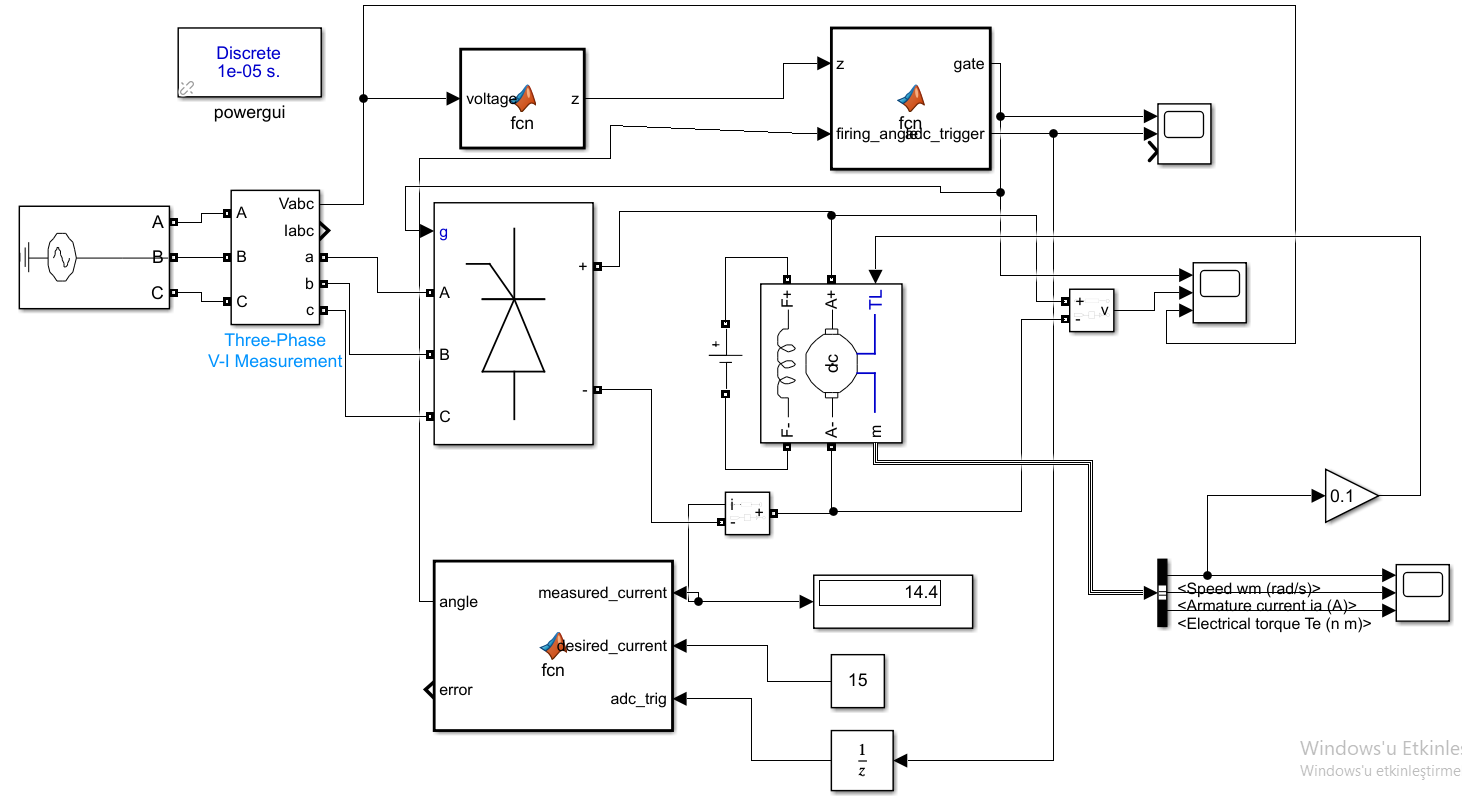 Discrete
1e-05 s.
powergui
voltage
z
fcn
z
gate
firing_angle
adc_trigger
fcn
A
B
C
A
B
C
Vabc
Iabc
a
b
c
Three-Phase
V-I Measurement
g
A
B
C
+
-
+
F+
A+
TL
dc
F-
A-
m
+
-
v
i
-
+
0.1
<Speed wm (rad/s)>
<Armature current ia (A)>
<Electrical torque Te (n m)>
angle
error
measured_current
desired_current
adc_trig
fcn
14.4
15
1
z
Windows'u Etkinle
Windows'u etkinleştirme